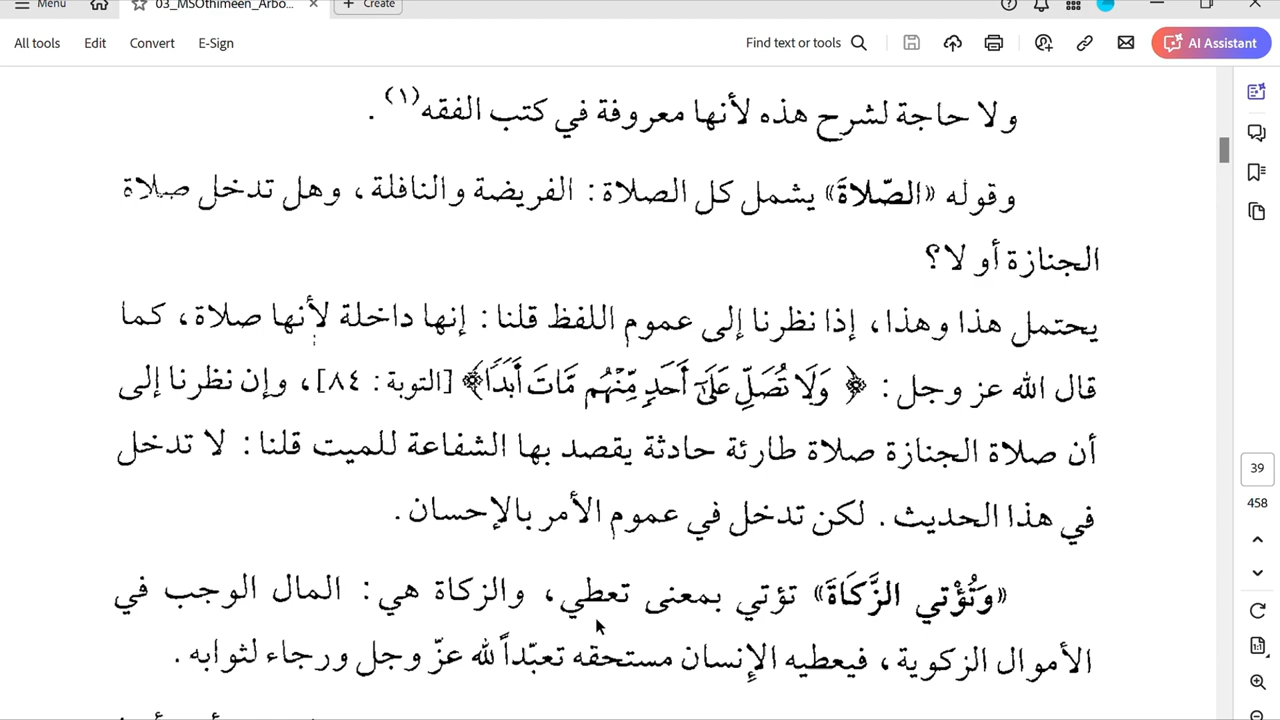 Menu
03_MSOthimeen_Arbo...
Create
All tools
Edit
Convert
E-Sign
Find text or tools
AI Assistant
ولا حاجة لشرح هذه لأنها معروفة في كتب الفقه(١) .
وقوله «الصّلاةَ» يشمل كل الصلاة: الفريضة والنافلة، وهل تدخل صلاة
الجنازة أو لا؟
يحتمل هذا وهذا، إذا نظرنا إلى عموم اللفظ قلنا: إنها داخلة لأنها صلاة، كما
قال الله عز وجل: ﴿ وَلَا تُصَلِّ عَلَىٰٓ أَحَدٍ مِّنْهُم مَّاتَ أَبَدًا﴾ [التوبة: ٨٤]، وإن نظرنا إلى
أن صلاة الجنازة صلاة طارئة حادثة يقصد بها الشفاعة للميت قلنا: لا تدخل
في هذا الحديث. لكن تدخل في عموم الأمر بالإحسان.
«وَتُؤْتي الزَّكَاةَ» تؤتي بمعنى تعطي، والزكاة هي: المال الوجب في
الأموال الزكوية، فيعطيه الإنسان مستحقه تعبّداً لله عزّ وجل ورجاء لثوابه.
39
458
1:1